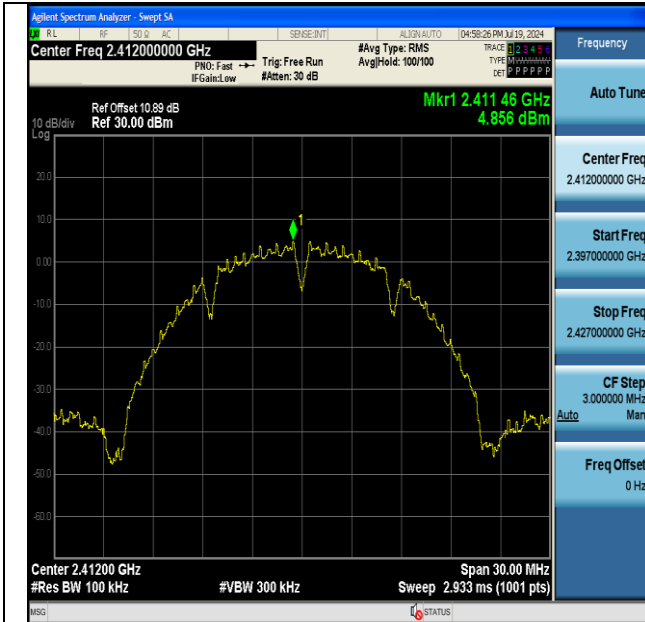 Agilent Spectrum Analyzer - Swept SA
RL RF 50 Ω AC SENSE:INT ALIGN AUTO 04:58:26 PM Jul 19, 2024
Center Freq 2.412000000 GHz
PNO: Fast
IFGain:Low
Trig: Free Run
#Atten: 30 dB
#Avg Type: RMS
Avg|Hold: 100/100
TRACE 1 2 3 4 5 6
TYPE
DET P P P P P P
Ref Offset 10.89 dB
10 dB/div Ref 30.00 dBm
Log
Mkr1 2.411 46 GHz
4.856 dBm
20.0
10.0
1
0.00
-10.0
-20.0
-30.0
-40.0
-50.0
-60.0
Center 2.41200 GHz Span 30.00 MHz
#Res BW 100 kHz #VBW 300 kHz Sweep 2.933 ms (1001 pts)
MSG STATUS
Frequency
Auto Tune
Center Freq
2.412000000 GHz
Start Freq
2.397000000 GHz
Stop Freq
2.427000000 GHz
CF Step
3.000000 MHz
Auto Man
Freq Offset
0 Hz